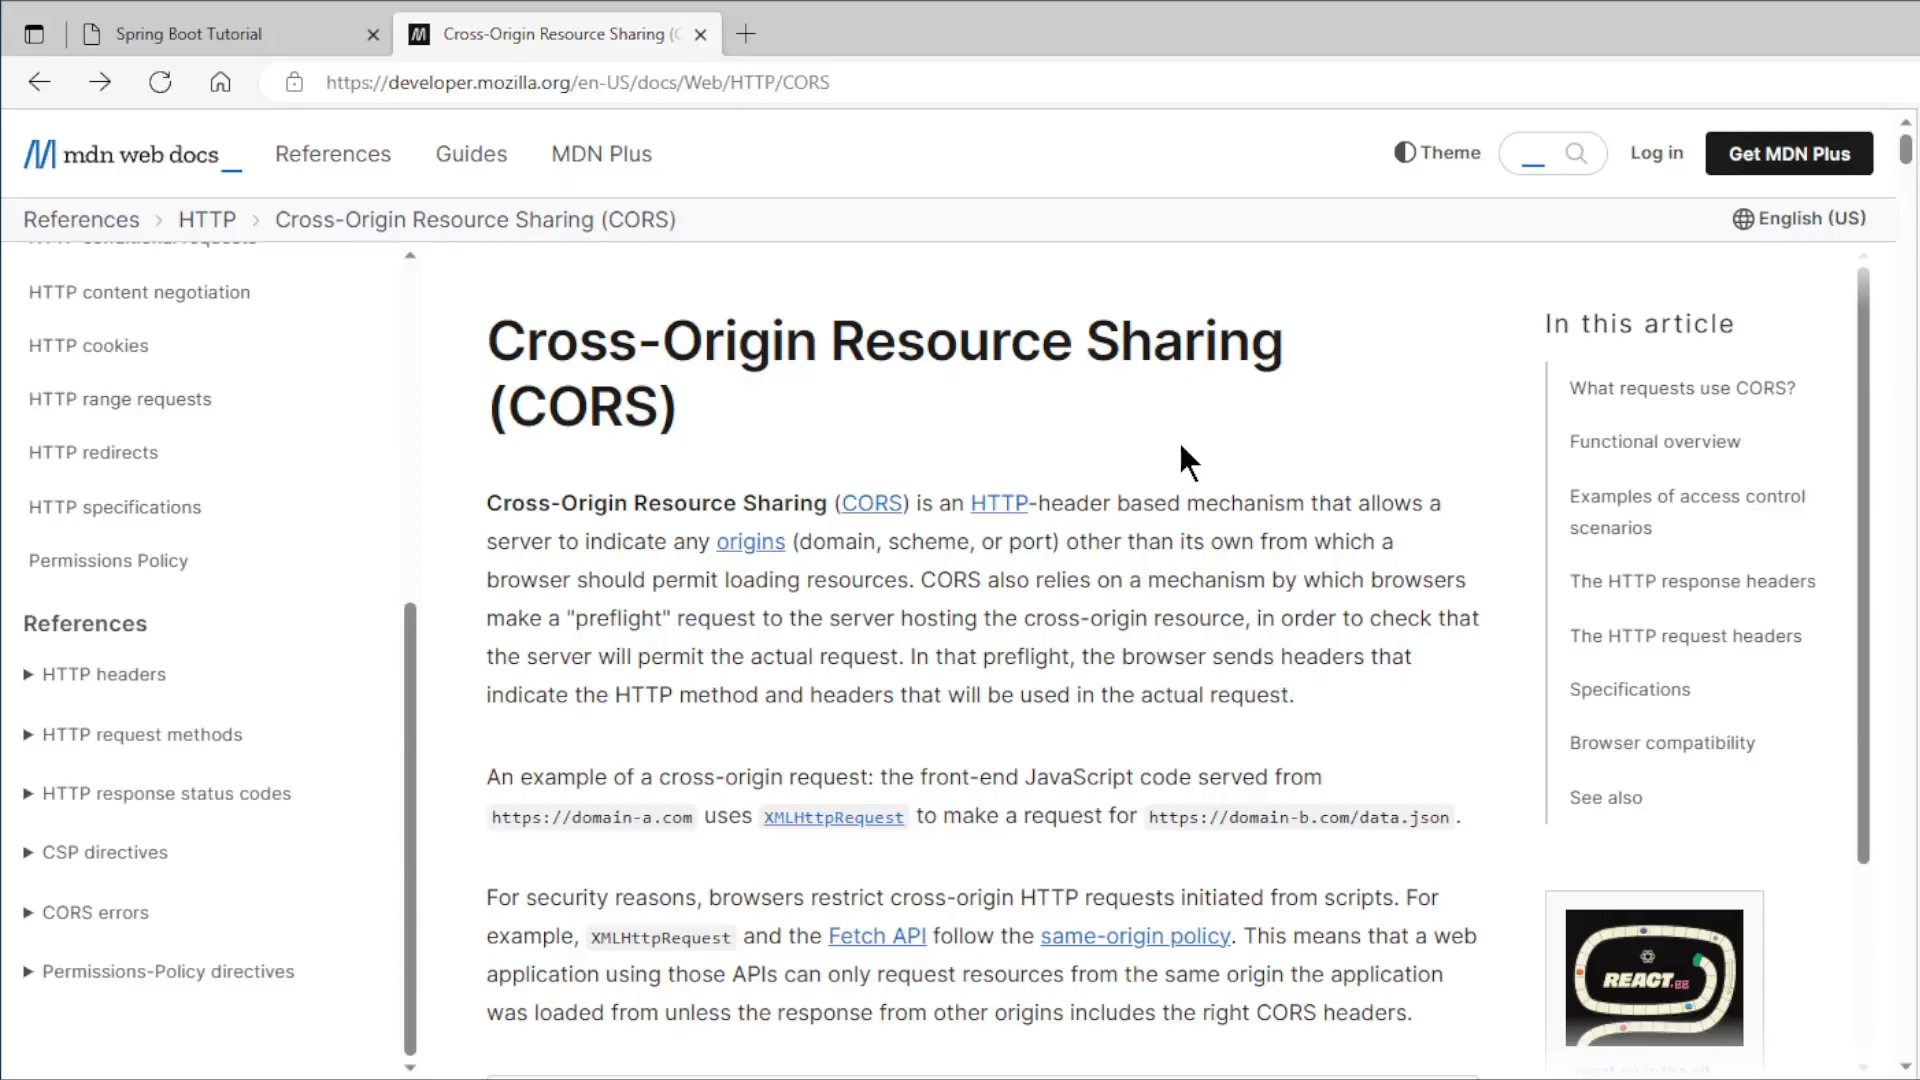 Spring Boot Tutorial
Cross-Origin Resource Sharing (C
https://developer.mozilla.org/en-US/docs/Web/HTTP/CORS
mdn web docs_
References
Guides
MDN Plus
Theme
Log in
Get MDN Plus
References > HTTP > Cross-Origin Resource Sharing (CORS)
English (US)
HTTP conditional requests
HTTP content negotiation
HTTP cookies
HTTP range requests
HTTP redirects
HTTP specifications
Permissions Policy
References
HTTP headers
HTTP request methods
HTTP response status codes
CSP directives
CORS errors
Permissions-Policy directives
Cross-Origin Resource Sharing
(CORS)
Cross-Origin Resource Sharing (CORS) is an HTTP-header based mechanism that allows a
server to indicate any origins (domain, scheme, or port) other than its own from which a
browser should permit loading resources. CORS also relies on a mechanism by which browsers
make a "preflight" request to the server hosting the cross-origin resource, in order to check that
the server will permit the actual request. In that preflight, the browser sends headers that
indicate the HTTP method and headers that will be used in the actual request.
An example of a cross-origin request: the front-end JavaScript code served from
https://domain-a.com uses XMLHttpRequest to make a request for https://domain-b.com/data.json.
For security reasons, browsers restrict cross-origin HTTP requests initiated from scripts. For
example, XMLHttpRequest and the Fetch API follow the same-origin policy. This means that a web
application using those APIs can only request resources from the same origin the application
was loaded from unless the response from other origins includes the right CORS headers.
In this article
What requests use CORS?
Functional overview
Examples of access control
scenarios
The HTTP response headers
The HTTP request headers
Specifications
Browser compatibility
See also
REACT.gg